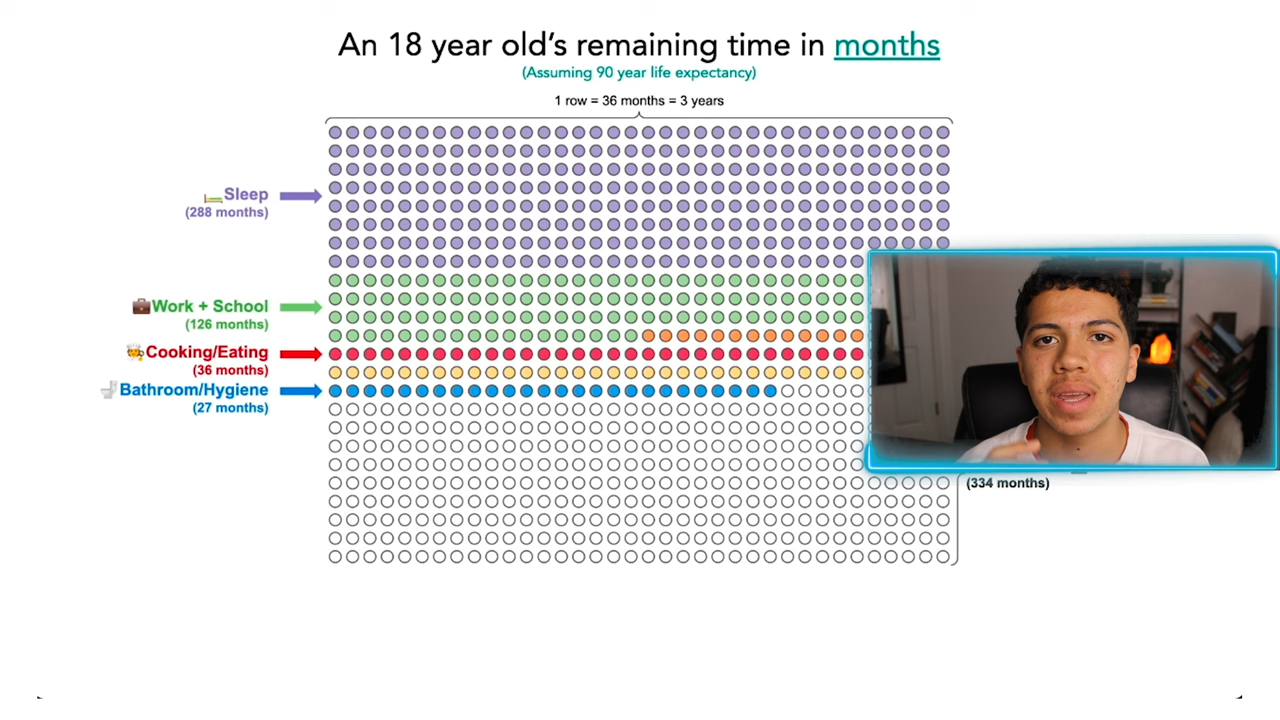 An 18 year old's remaining time in months
(Assuming 90 year life expectancy)
1 row = 36 months = 3 years
Sleep
(288 months)
Work + School
(126 months)
Cooking/Eating
(36 months)
Bathroom/Hygiene
(27 months)
(334 months)